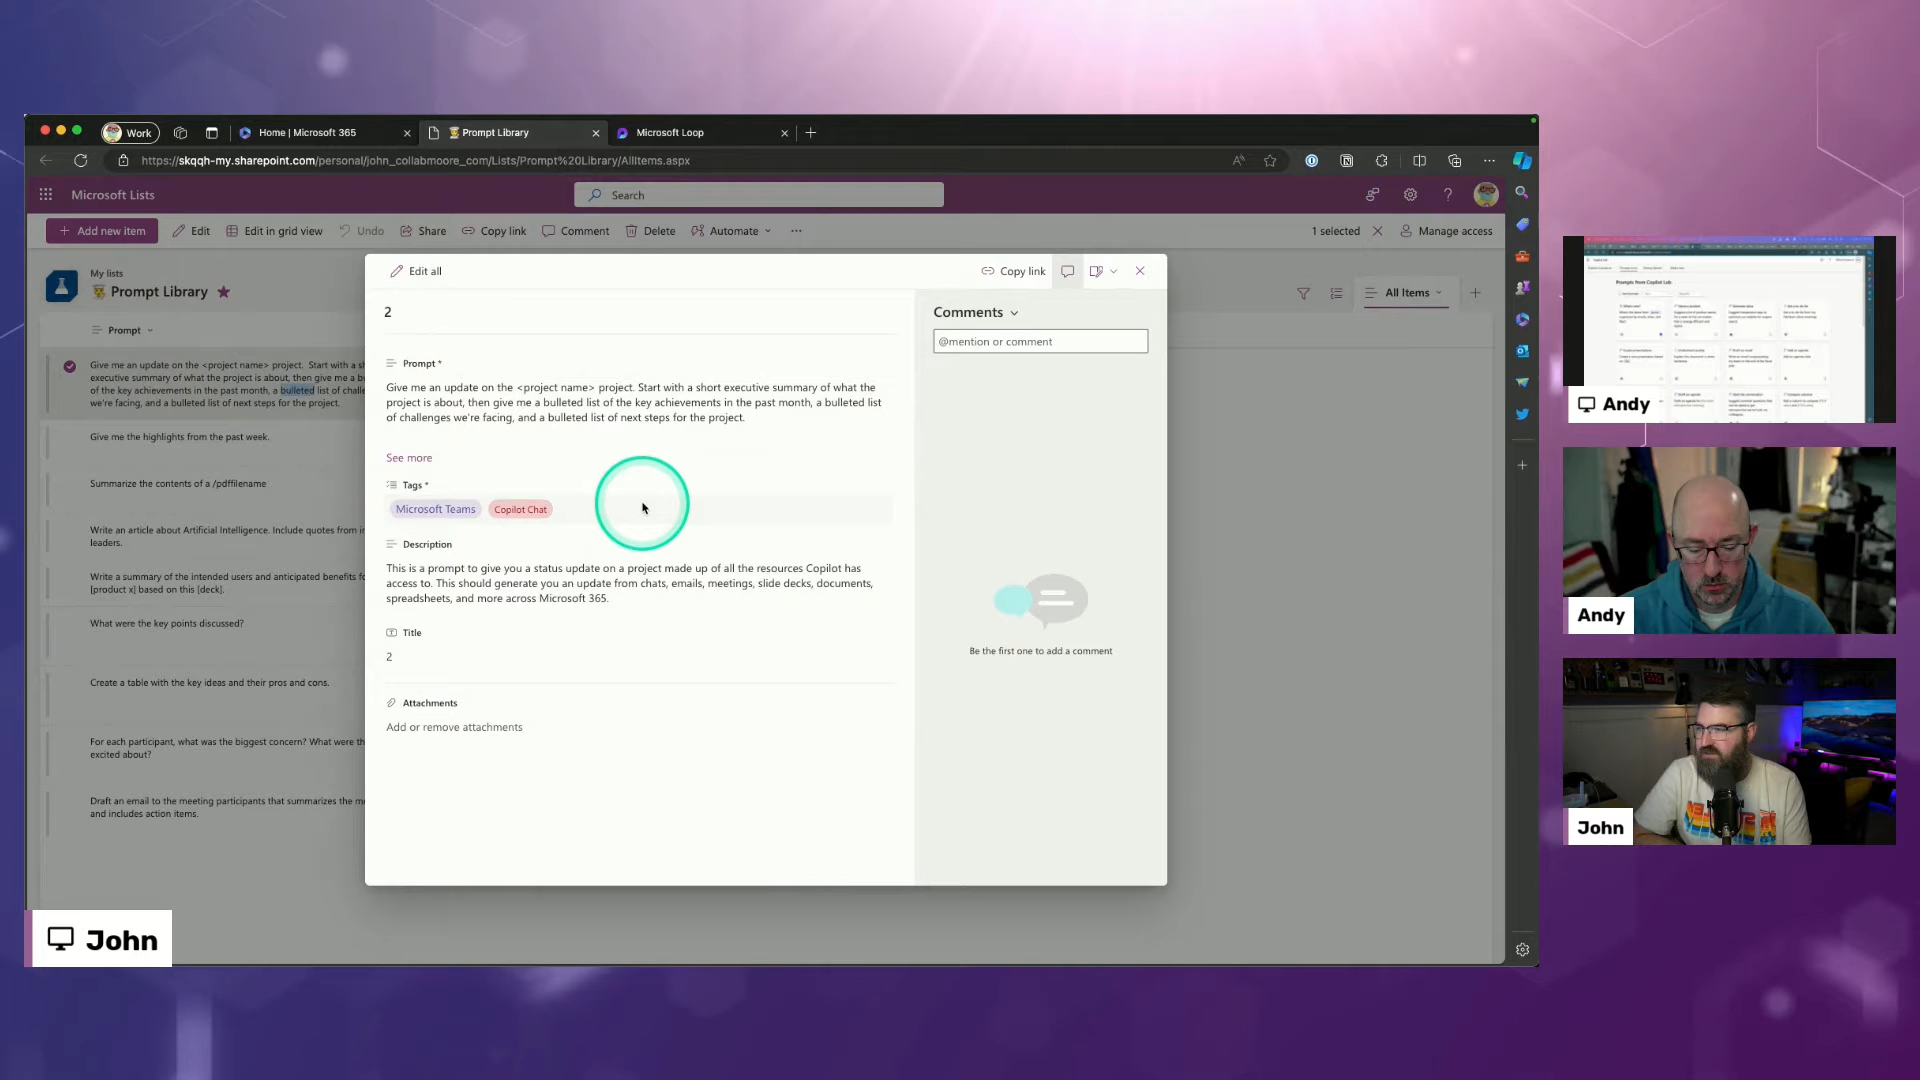 Work
Home | Microsoft 365
Prompt Library
Microsoft Loop
https://skqqh-my.sharepoint.com/personal/john_collabmoore_com/Lists/Prompt%20Library/AllItems.aspx
Microsoft Lists
Search
Add new item
Edit
Edit in grid view
Undo
Share
Copy link
Comment
Delete
Automate
1 selected
Manage access
My lists
Prompt Library
All Items
Prompt
Give me an update on the <project name> project. Start with a sh
executive summary of what the project is about, then give me a bu
of the key achievements in the past month, a bulleted list of challe
we're facing, and a bulleted list of next steps for the project.
Give me the highlights from the past week.
Summarize the contents of a /pdffilename
Write an article about Artificial Intelligence. Include quotes from in
leaders.
Write a summary of the intended users and anticipated benefits fo
[product x] based on this [deck].
What were the key points discussed?
Create a table with the key ideas and their pros and cons.
For each participant, what was the biggest concern? What were th
excited about?
Draft an email to the meeting participants that summarizes the me
and includes action items.
Edit all
Copy link
2
Prompt *
Give me an update on the <project name> project. Start with a short executive summary of what the
project is about, then give me a bulleted list of the key achievements in the past month, a bulleted list
of challenges we're facing, and a bulleted list of next steps for the project.
See more
Tags *
Microsoft Teams
Copilot Chat
Description
This is a prompt to give you a status update on a project made up of all the resources Copilot has
access to. This should generate you an update from chats, emails, meetings, slide decks, documents,
spreadsheets, and more across Microsoft 365.
Title
2
Attachments
Add or remove attachments
Comments
@mention or comment
Be the first one to add a comment
Prompts from Copilot Lab
Andy
Andy
John
John